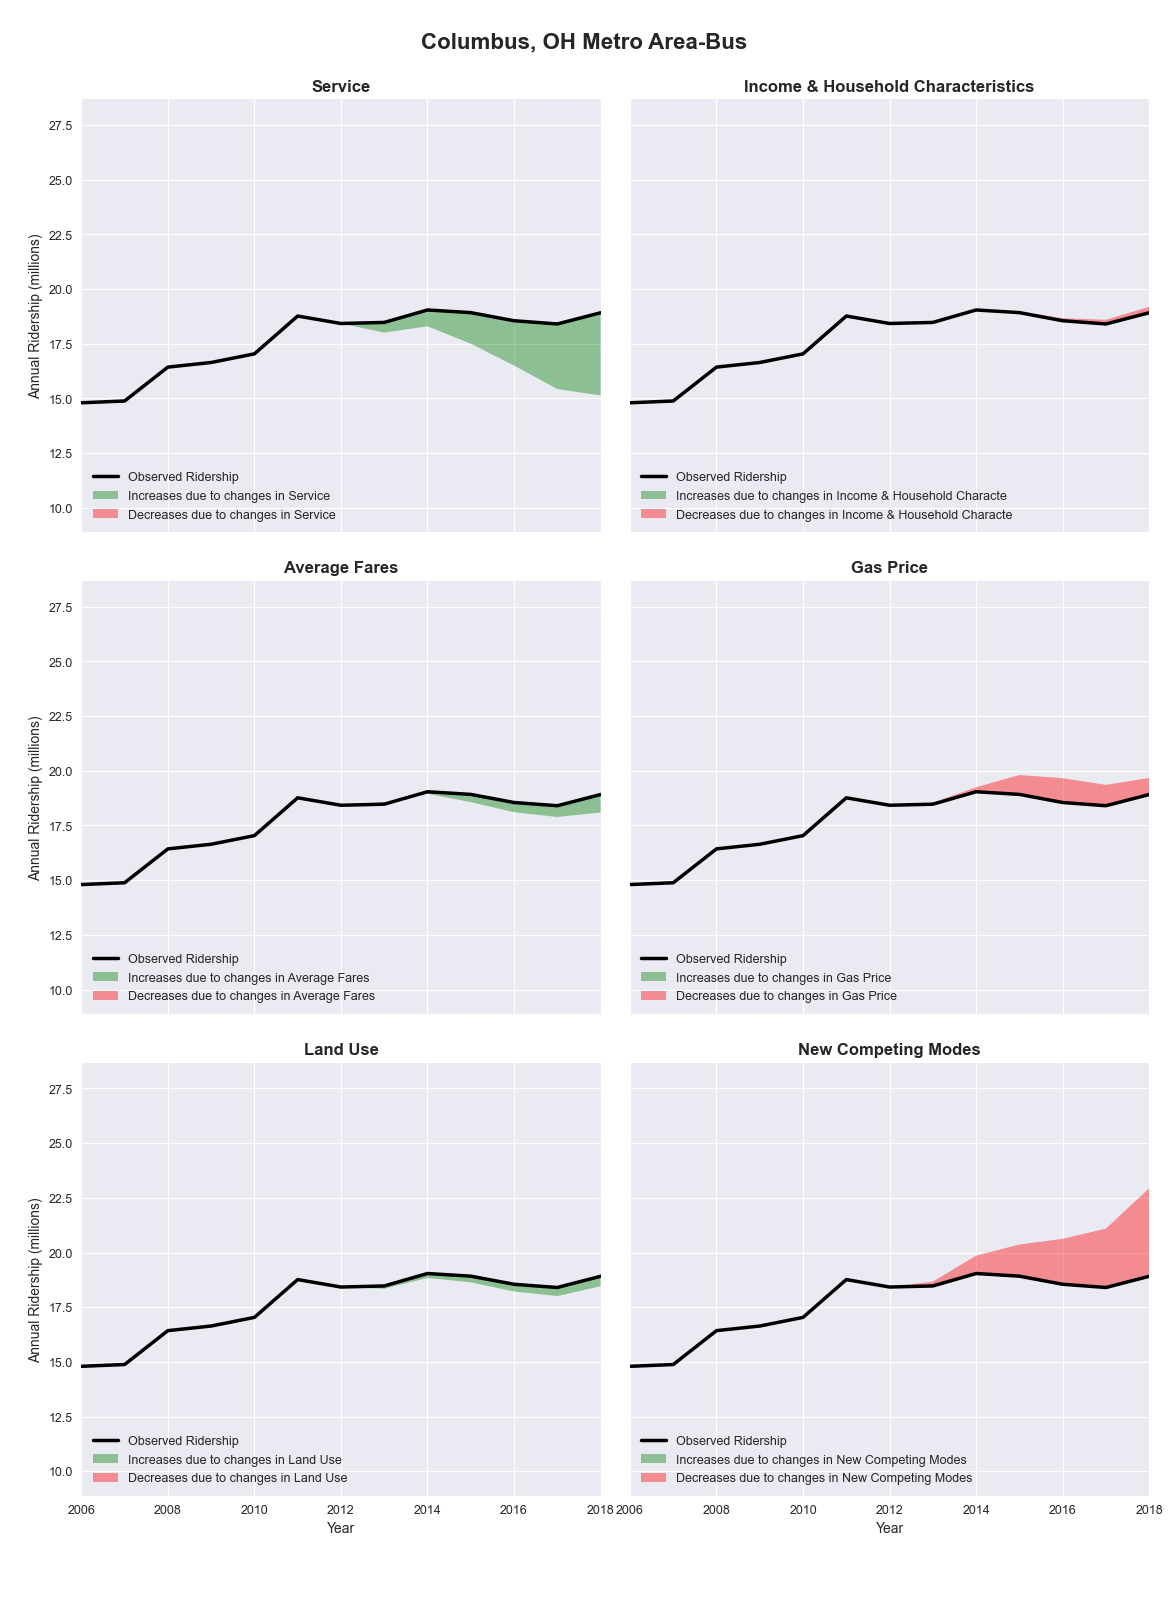 Columbus, OH Metro Area-Bus
Service
27.5
25.0
22.5
20.0
17.5
15.0
12.5
10.0
Annual Ridership (millions)
Observed Ridership
Increases due to changes in Service
Decreases due to changes in Service
Income & Household Characteristics
Observed Ridership
Increases due to changes in Income & Household Characte
Decreases due to changes in Income & Household Characte
Average Fares
27.5
25.0
22.5
20.0
17.5
15.0
12.5
10.0
Annual Ridership (millions)
Observed Ridership
Increases due to changes in Average Fares
Decreases due to changes in Average Fares
Gas Price
Observed Ridership
Increases due to changes in Gas Price
Decreases due to changes in Gas Price
Land Use
27.5
25.0
22.5
20.0
17.5
15.0
12.5
10.0
Annual Ridership (millions)
Observed Ridership
Increases due to changes in Land Use
Decreases due to changes in Land Use
2006 2008 2010 2012 2014 2016 2018
Year
New Competing Modes
Observed Ridership
Increases due to changes in New Competing Modes
Decreases due to changes in New Competing Modes
2006 2008 2010 2012 2014 2016 2018
Year